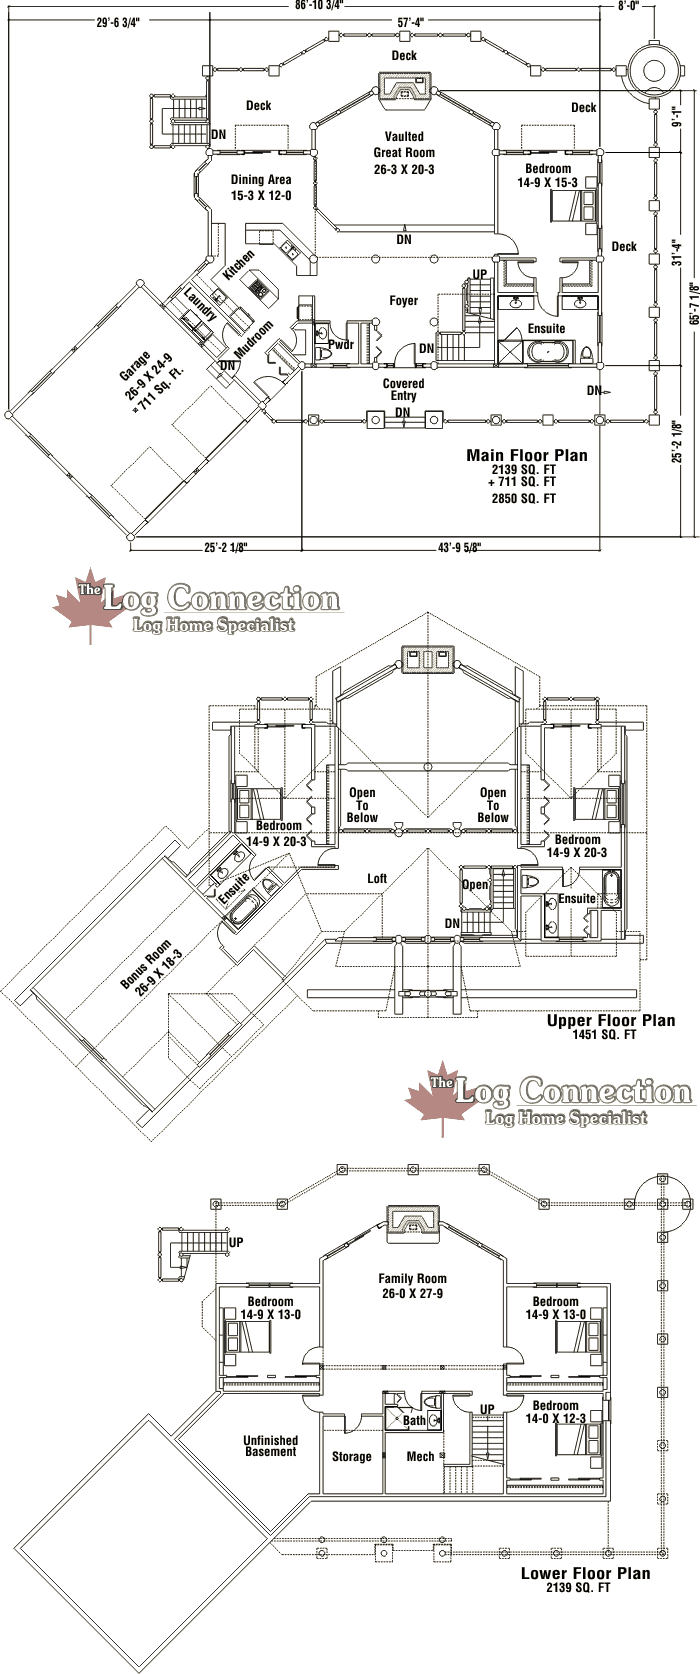 86'-10 3/4"
8'-0"
29'-6 3/4"
57'-4"
Deck
Deck
Deck
9'-1"
DN
Vaulted
Great Room
26-3 X 20-3
Dining Area
15-3 X 12-0
Bedroom
14-9 X 15-3
DN
Deck
31'-4"
65'-7 1/8"
Kitchen
UP
Laundry
Foyer
Mudroom
Pwdr
Ensuite
DN
DN
Garage
26-9 X 24-9
= 711 Sq. Ft.
Covered
Entry
DN
DN
25'-2 1/8"
Main Floor Plan
2139 SQ. FT
+ 711 SQ. FT
2850 SQ. FT
25'-2 1/8"
43'-9 5/8"
The Log Connection
Log Home Specialist
Open
To
Below
Open
To
Below
Bedroom
14-9 X 20-3
Bedroom
14-9 X 20-3
Loft
Open
Ensuite
Ensuite
DN
Bonus Room
26-9 X 18-3
Upper Floor Plan
1451 SQ. FT
The Log Connection
Log Home Specialist
UP
Family Room
26-0 X 27-9
Bedroom
14-9 X 13-0
Bedroom
14-9 X 13-0
Bedroom
14-0 X 12-3
UP
Bath
Unfinished
Basement
Storage
Mech
Lower Floor Plan
2139 SQ. FT